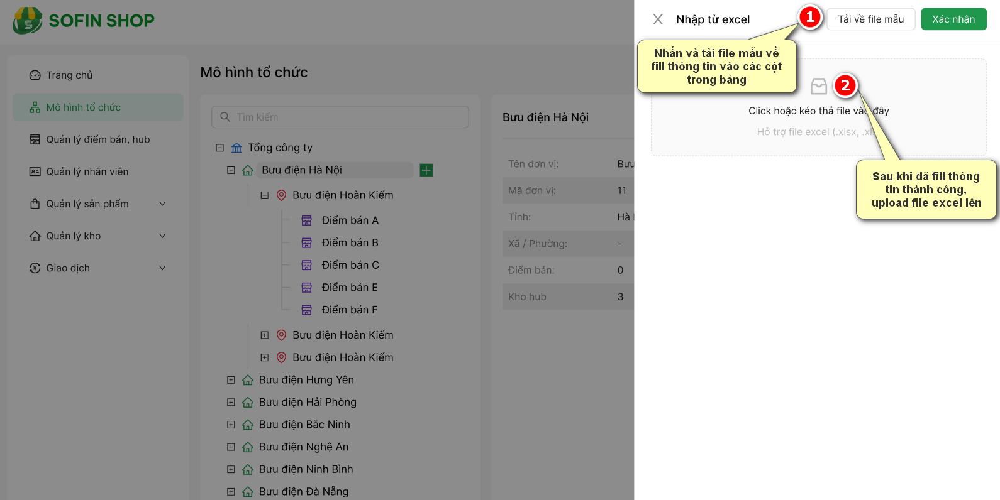 SOFIN SHOP
Trang chủ
Mô hình tổ chức
Quản lý điểm bán, hub
Quản lý nhân viên
Quản lý sản phẩm
Quản lý kho
Giao dịch
Mô hình tổ chức
Tìm kiếm
Tổng công ty
Bưu điện Hà Nội
Bưu điện Hoàn Kiếm
Điểm bán A
Điểm bán B
Điểm bán C
Điểm bán E
Điểm bán F
Bưu điện Hoàn Kiếm
Bưu điện Hoàn Kiếm
Bưu điện Hưng Yên
Bưu điện Hải Phòng
Bưu điện Bắc Ninh
Bưu điện Nghệ An
Bưu điện Ninh Bình
Bưu điện Đà Nẵng
Bưu điện Hà Nội
Tên đơn vị: Bưu
Mã đơn vị: 11
Tỉnh: Hà
Xã / Phường: -
Điểm bán: 0
Kho hub 3
Nhập từ excel
1
Tải về file mẫu
Xác nhận
Nhấn và tải file mẫu về
fill thông tin vào các cột
trong bảng
2
Click hoặc kéo thả file vào đây
Hỗ trợ file excel (.xlsx, .xls
Sau khi đã fill thông
tin thành công,
upload file excel lên